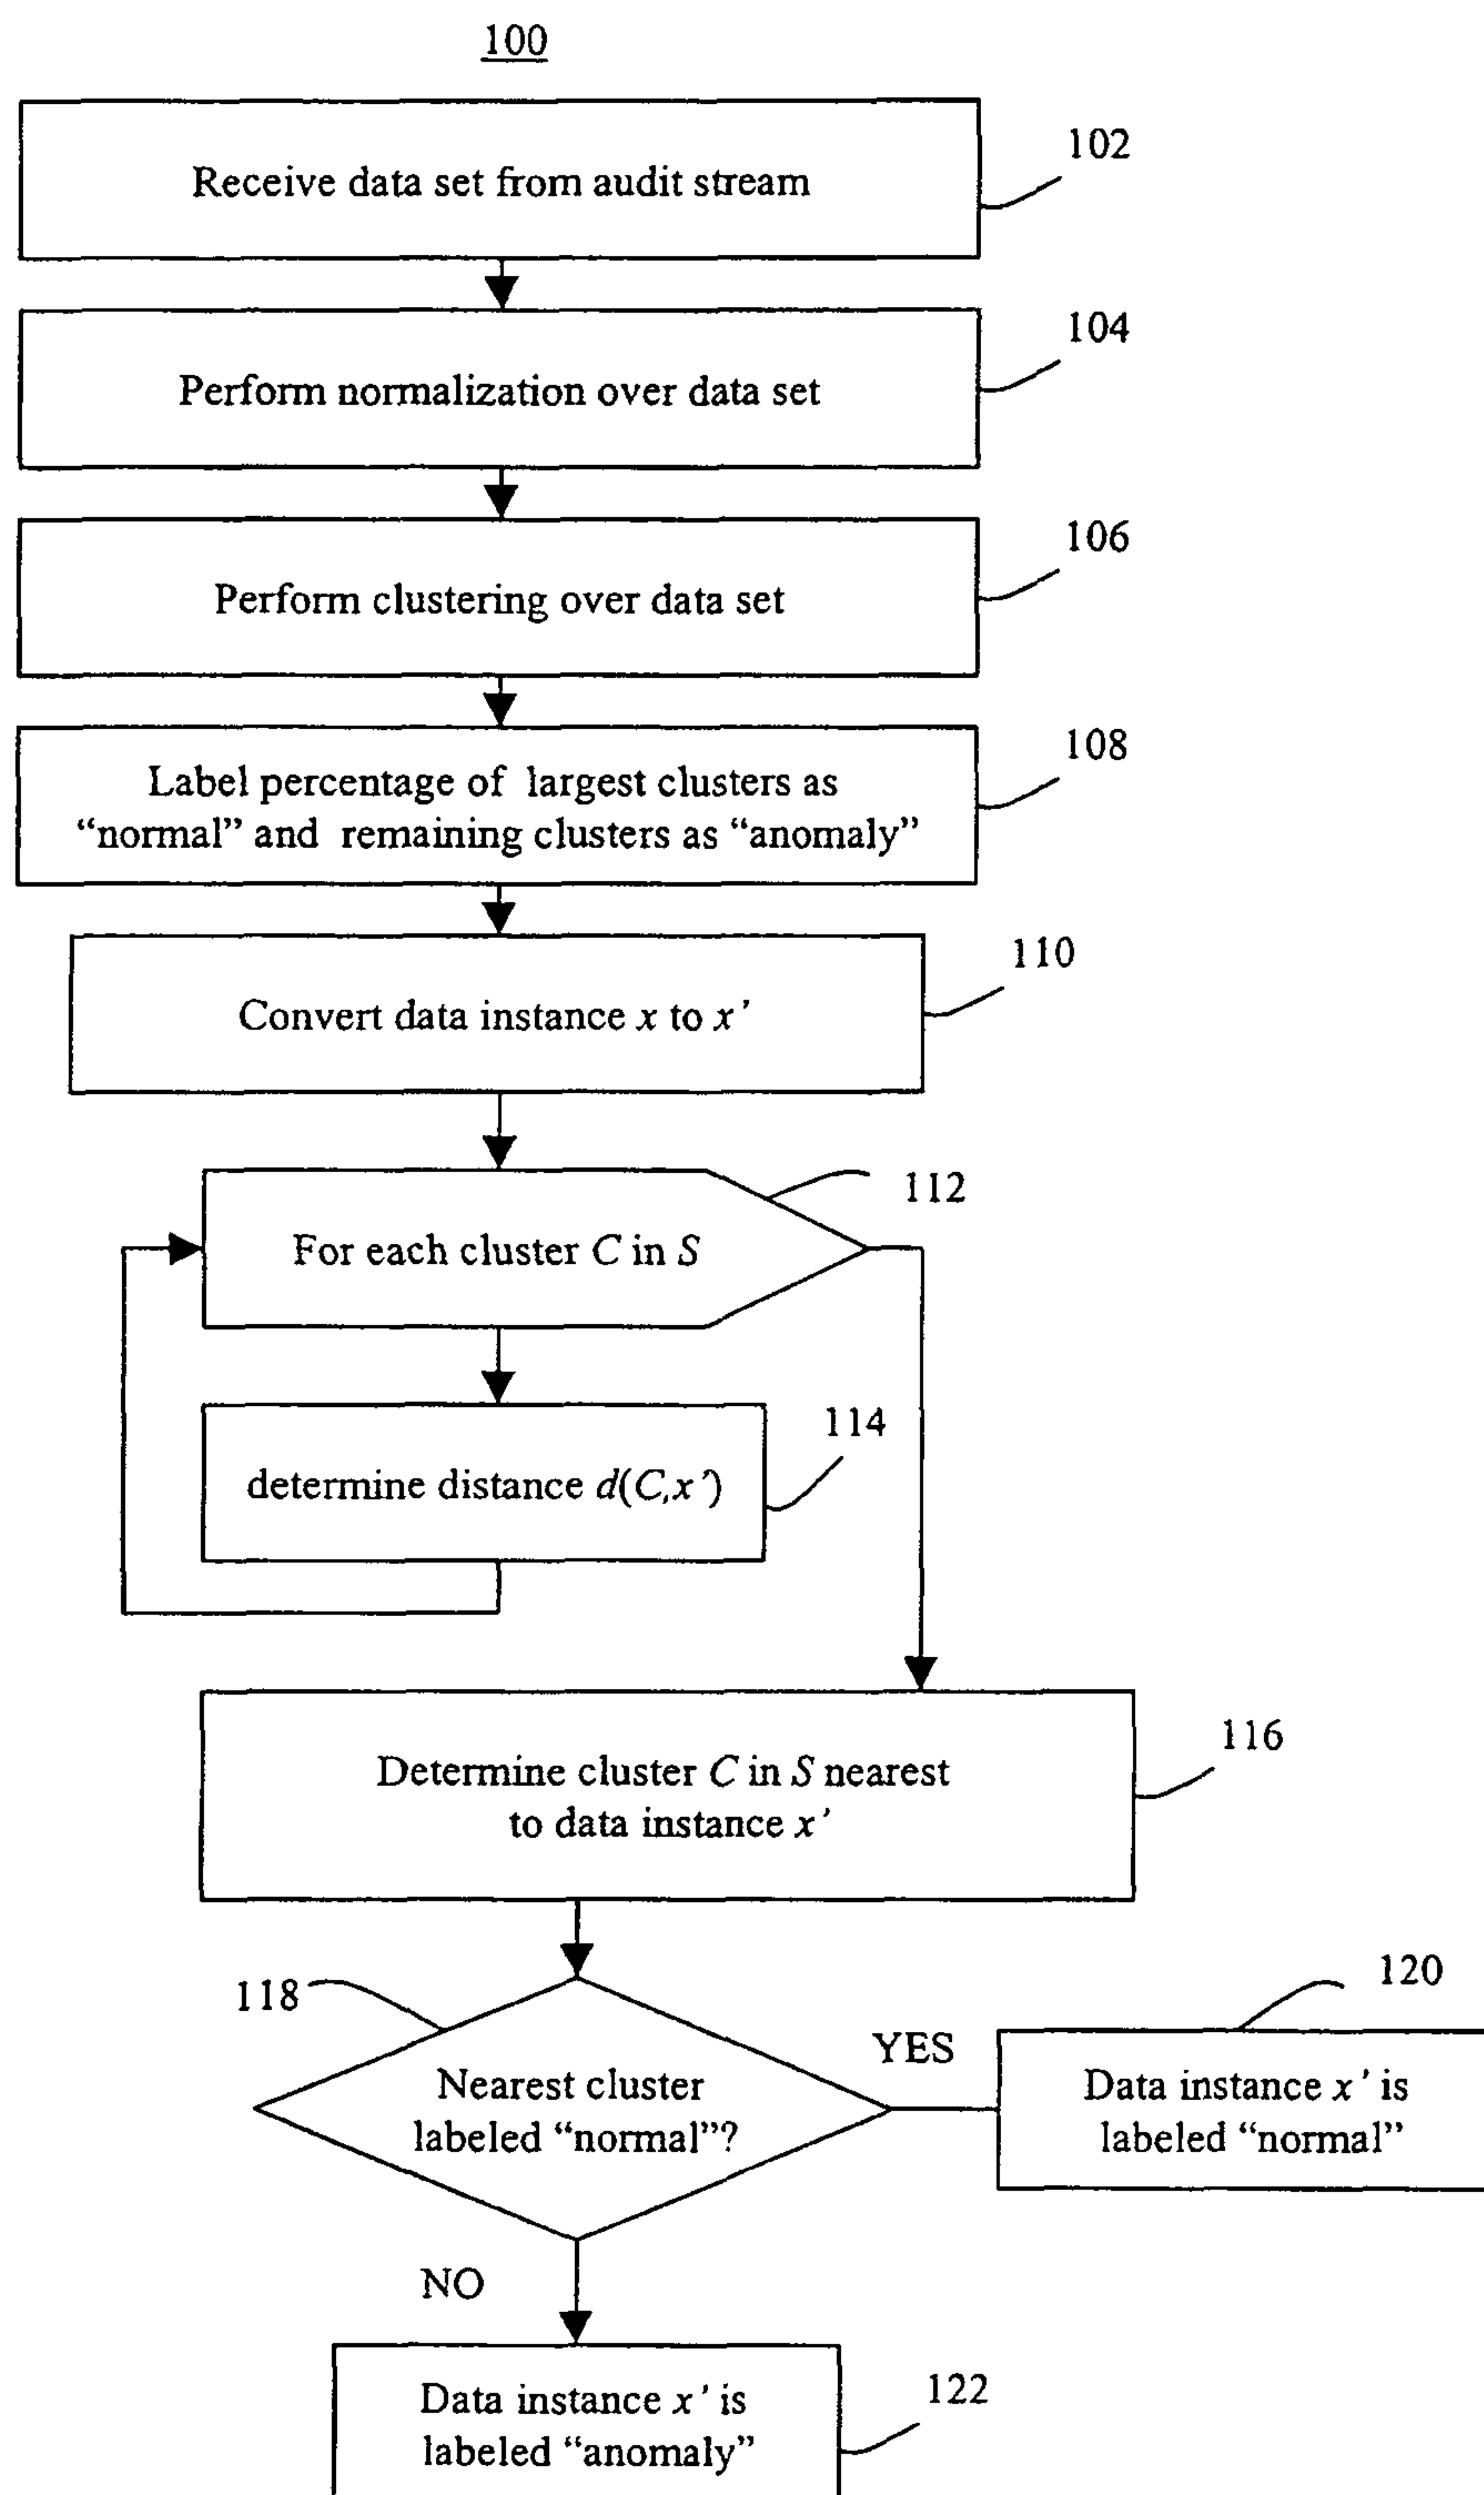 100
Receive data set from audit stream
102
Perform normalization over data set
104
Perform clustering over data set
106
Label percentage of largest clusters as
“normal” and remaining clusters as “anomaly”
108
Convert data instance x to x’
110
For each cluster C in S
112
determine distance d(C,x’)
114
Determine cluster C in S nearest
to data instance x’
116
118
Nearest cluster
labeled “normal”?
YES
120
Data instance x’ is
labeled “normal”
NO
Data instance x’ is
labeled “anomaly”
122